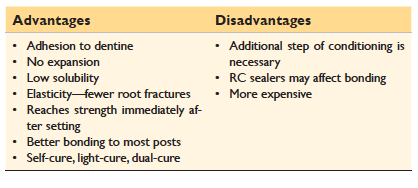 Advantages
• Adhesion to dentine
• No expansion
• Low solubility
• Elasticity—fewer root fractures
• Reaches strength immediately af-
ter setting
• Better bonding to most posts
• Self-cure, light-cure, dual-cure
Disadvantages
• Additional step of conditioning is
necessary
• RC sealers may affect bonding
• More expensive